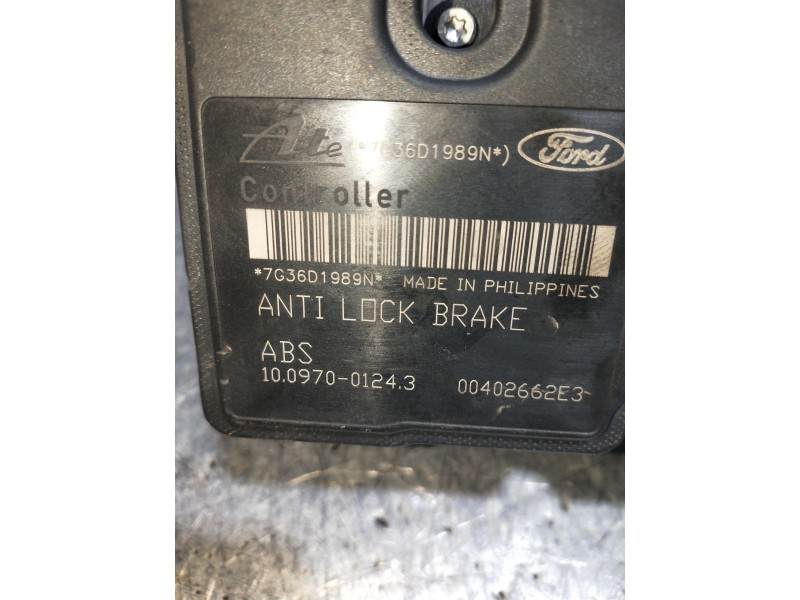 Ate (*7G36D1989N*) Ford
Controller
*7G36D1989N* MADE IN PHILIPPINES
ANTI LOCK BRAKE
ABS
10.0970-0124.3 00402662E3